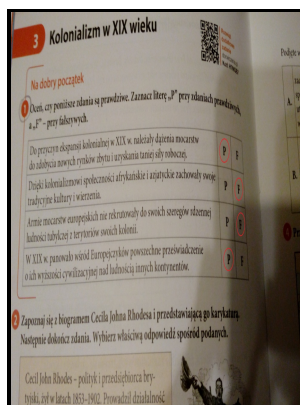 3 Kolonializm w XIX wieku
Na dobry początek
1 Oceń, czy poniższe zdania są prawdziwe. Zaznacz literę „P” przy zdaniach prawdziwych,
a „F” – przy fałszywych.
Do przyczyn ekspansji kolonialnej w XIX w. należały dążenia mocarstw
do zdobycia nowych rynków zbytu i uzyskania taniej siły roboczej. P F
Dzięki kolonializmowi społeczności afrykańskie i azjatyckie zachowały swoje
tradycyjne kultury i wierzenia. P F
Armie mocarstw europejskich nie rekrutowały do swoich szeregów rdzennej
ludności tubylczej z terytoriów swoich kolonii. P F
W XIX w. panowało wśród Europejczyków powszechne przeświadczenie
o ich wyższości cywilizacyjnej nad ludnością innych kontynentów. P F
2 Zapoznaj się z biogramem Cecila Johna Rhodesa i przedstawiającą go karykaturą.
Następnie dokończ zdania. Wybierz właściwą odpowiedź spośród podanych.
Cecil John Rhodes – polityk i przedsiębiorca bry-
tyjski, żył w latach 1853–1902. Prowadził działalność
A.